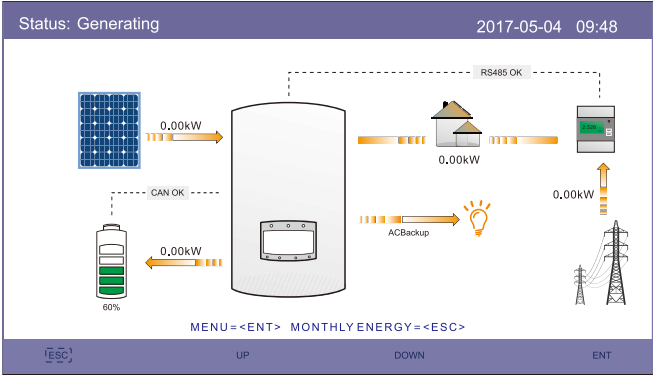 Status: Generating 2017-05-04 09:48
RS485 OK
0.00kW
0.00kW
CAN OK
0.00kW
0.00kW
ACBackup
60%
MENU=<ENT> MONTHLY ENERGY=<ESC>
ESC UP DOWN ENT